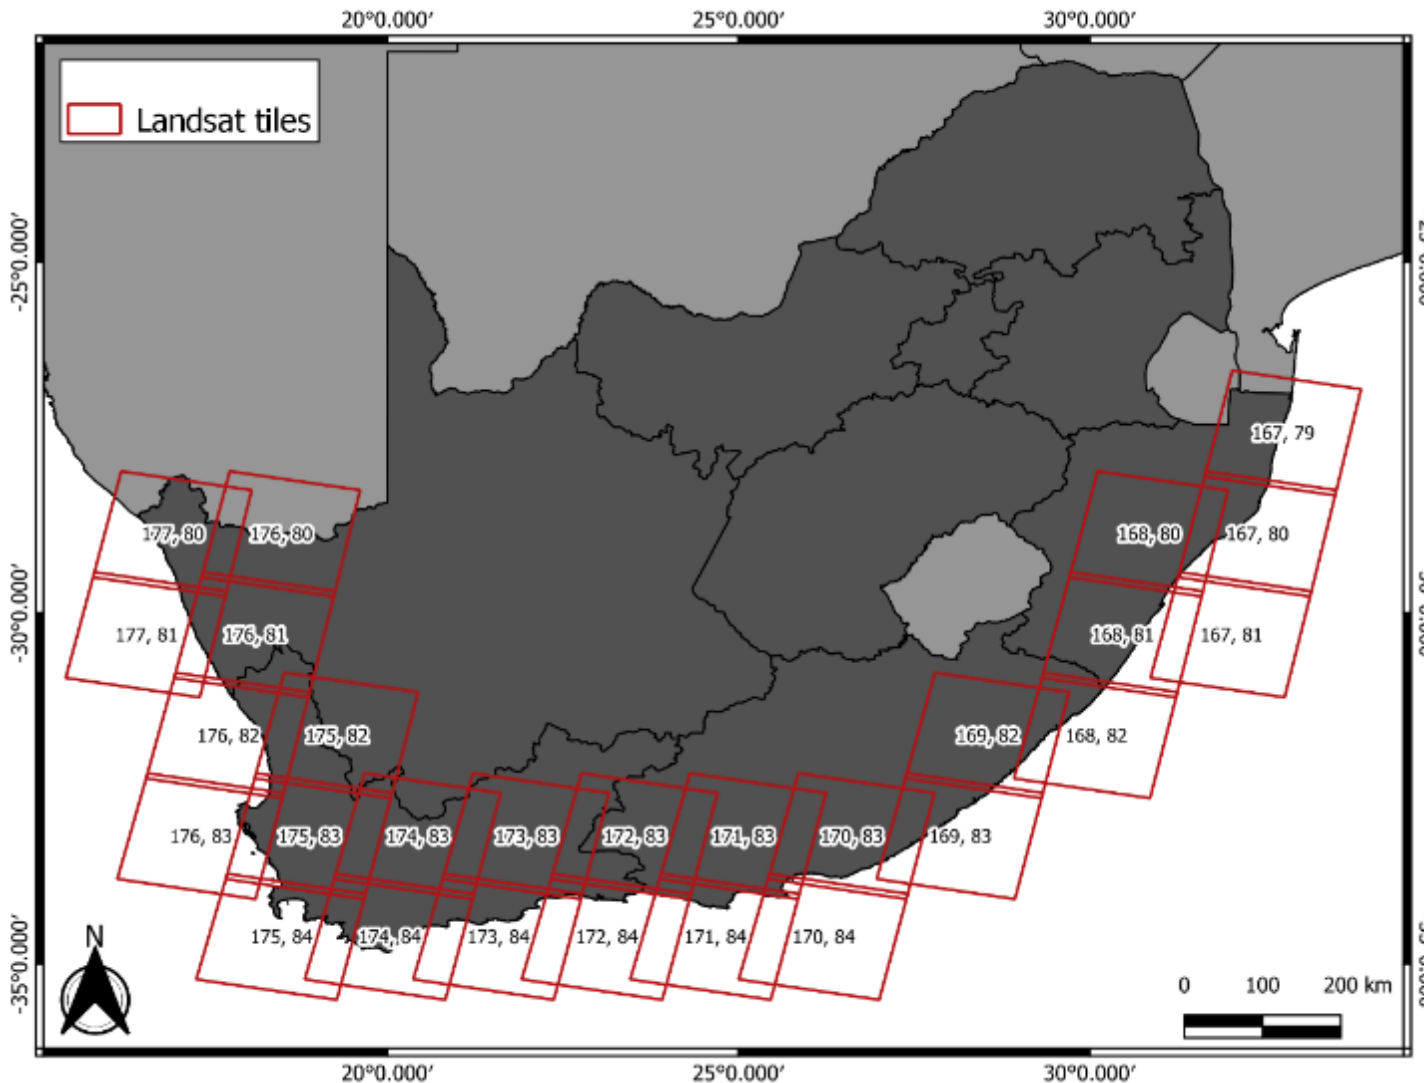 20°0.000′ 25°0.000′ 30°0.000′
Landsat tiles
-25°0.000′
167, 79
177, 80 176, 80 168, 80 167, 80
-30°0.000′
177, 81 176, 81 168, 81 167, 81
176, 82 175, 82 169, 82 168, 82
176, 83 175, 83 174, 83 173, 83 172, 83 171, 83 170, 83 169, 83
175, 84 174, 84 173, 84 172, 84 171, 84 170, 84
N
-35°0.000′
0 100 200 km
20°0.000′ 25°0.000′ 30°0.000′